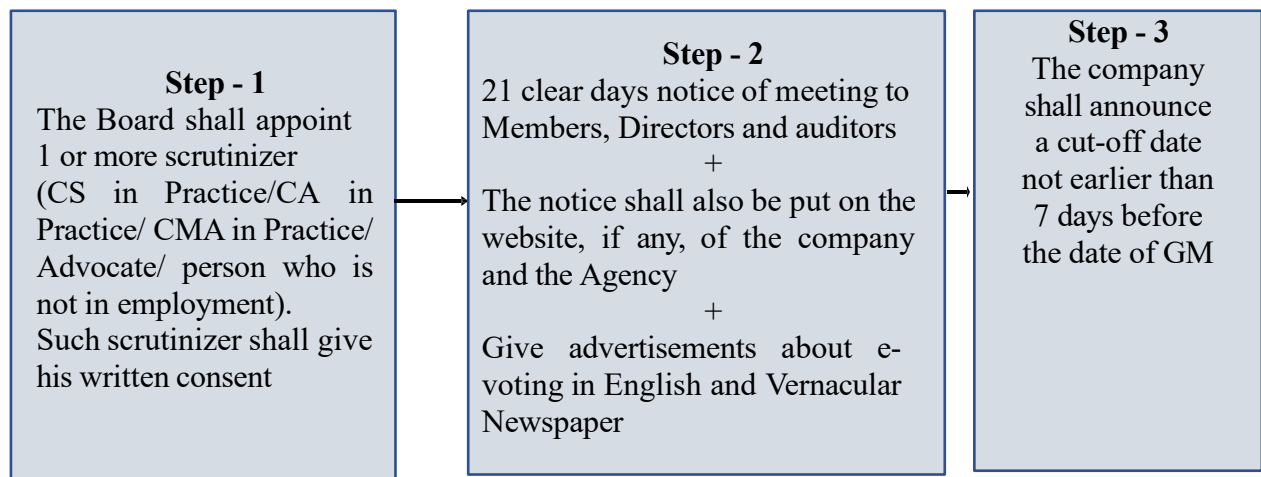 Step - 1
The Board shall appoint
1 or more scrutinizer
(CS in Practice/CA in
Practice/ CMA in Practice/
Advocate/ person who is
not in employment).
Such scrutinizer shall give
his written consent
Step - 2
21 clear days notice of meeting to
Members, Directors and auditors
+
The notice shall also be put on the
website, if any, of the company
and the Agency
+
Give advertisements about e-
voting in English and Vernacular
Newspaper
Step - 3
The company
shall announce
a cut-off date
not earlier than
7 days before
the date of GM